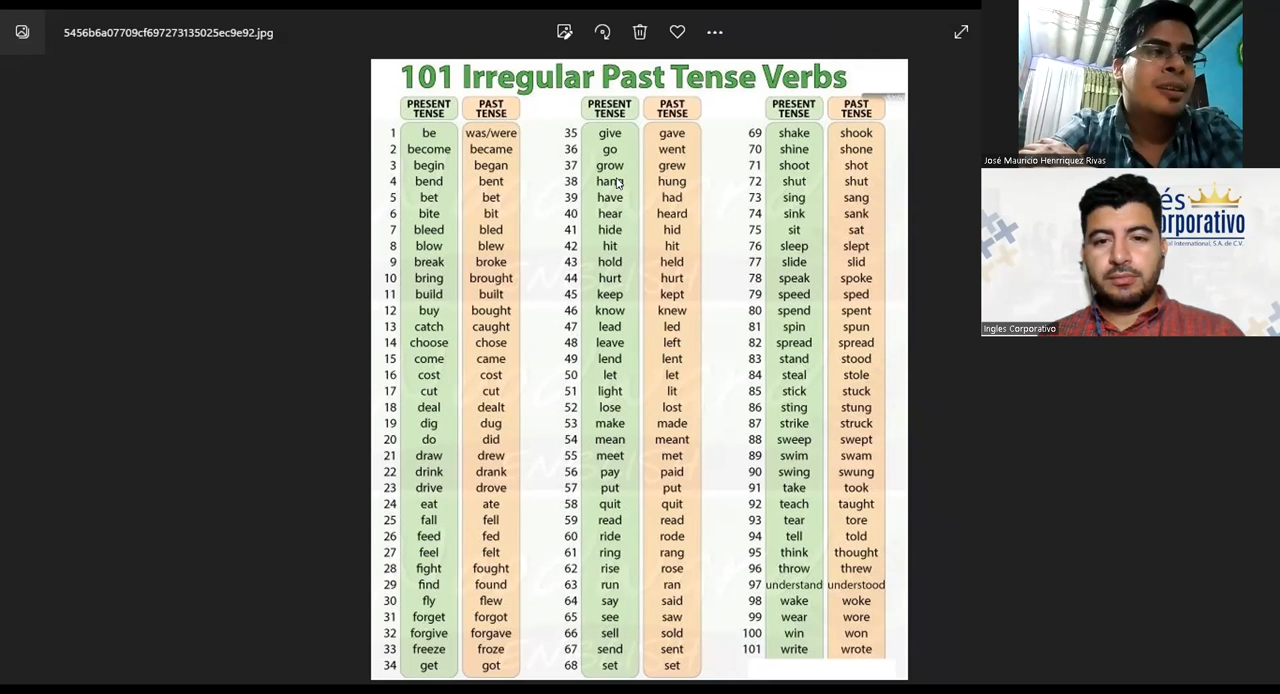 5456b6a07709cf697273135025ec9e92.jpg
101 Irregular Past Tense Verbs
PRESENT TENSE PAST TENSE
1 be was/were
2 become became
3 begin began
4 bend bent
5 bet bet
6 bite bit
7 bleed bled
8 blow blew
9 break broke
10 bring brought
11 build built
12 buy bought
13 catch caught
14 choose chose
15 come came
16 cost cost
17 cut cut
18 deal dealt
19 dig dug
20 do did
21 draw drew
22 drink drank
23 drive drove
24 eat ate
25 fall fell
26 feed fed
27 feel felt
28 fight fought
29 find found
30 fly flew
31 forget forgot
32 forgive forgave
33 freeze froze
34 get got
PRESENT TENSE PAST TENSE
35 give gave
36 go went
37 grow grew
38 hang hung
39 have had
40 hear heard
41 hide hid
42 hit hit
43 hold held
44 hurt hurt
45 keep kept
46 know knew
47 lead led
48 leave left
49 lend lent
50 let let
51 light lit
52 lose lost
53 make made
54 mean meant
55 meet met
56 pay paid
57 put put
58 quit quit
59 read read
60 ride rode
61 ring rang
62 rise rose
63 run ran
64 say said
65 see saw
66 sell sold
67 send sent
68 set set
PRESENT TENSE PAST TENSE
69 shake shook
70 shine shone
71 shoot shot
72 shut shut
73 sing sang
74 sink sank
75 sit sat
76 sleep slept
77 slide slid
78 speak spoke
79 speed sped
80 spend spent
81 spin spun
82 spread spread
83 stand stood
84 steal stole
85 stick stuck
86 sting stung
87 strike struck
88 sweep swept
89 swim swam
90 swing swung
91 take took
92 teach taught
93 tear tore
94 tell told
95 think thought
96 throw threw
97 understand understood
98 wake woke
99 wear wore
100 win won
101 write wrote
José Mauricio Henrriquez Rivas
és
orporativo
al International, S.A. de C.V.
Ingles Corporativo